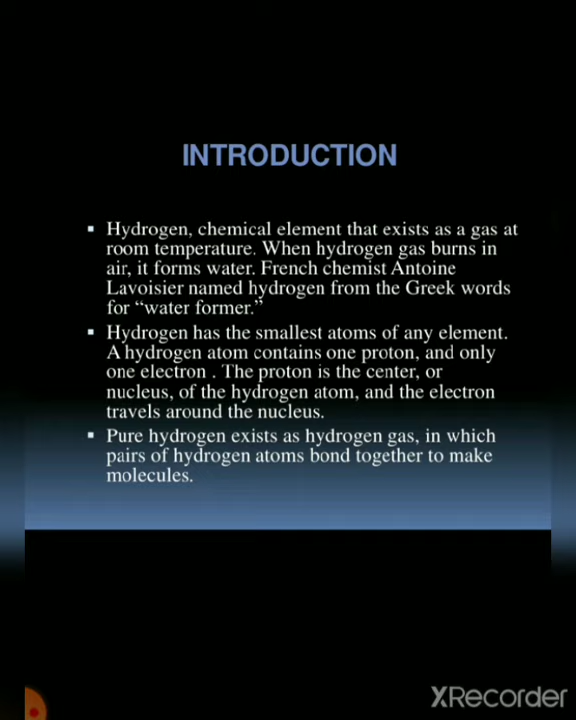 INTRODUCTION
Hydrogen, chemical element that exists as a gas at
room temperature. When hydrogen gas burns in
air, it forms water. French chemist Antoine
Lavoisier named hydrogen from the Greek words
for “water former.”
Hydrogen has the smallest atoms of any element.
A hydrogen atom contains one proton, and only
one electron . The proton is the center, or
nucleus, of the hydrogen atom, and the electron
travels around the nucleus.
Pure hydrogen exists as hydrogen gas, in which
pairs of hydrogen atoms bond together to make
molecules.
XRecorder